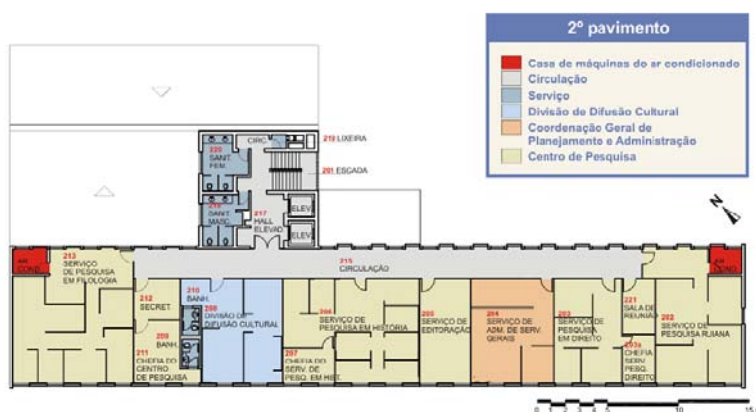 2º pavimento
Casa de máquinas do ar condicionado
Circulação
Serviço
Divisão de Difusão Cultural
Coordenação Geral de
Planejamento e Administração
Centro de Pesquisa
CIRC.
219 LIXEIRA
220
SANIT.
FEM.
201 ESCADA
SANIT.
MASC.
217
HALL
ELEVAD.
ELEV.
ELEV.
N
AR
COND.
213
SERVIÇO
DE PESQUISA
EM FILOLOGIA
215
CIRCULAÇÃO
AR
COND.
212
SECRET.
210
BANH.
208
DIVISÃO DE
DIFUSÃO CULTURAL
206
SERVIÇO DE
PESQUISA EM HISTÓRIA
205
SERVIÇO DE
EDITORAÇÃO
204
SERVIÇO DE
ADM. DE SERV.
GERAIS
203
SERVIÇO DE
PESQUISA
EM DIREITO
221
SALA DE
REUNIÃO
202
SERVIÇO DE
PESQUISA RUIANA
209
BANH.
211
CHEFIA DO
CENTRO DE
PESQUISA
207
CHEFIA DO
SERV. DE
PESQ. EM HIST.
203a
CHEFIA
SERV.
PESQ.
DIREITO
0 1 2 3 4 5 10 15